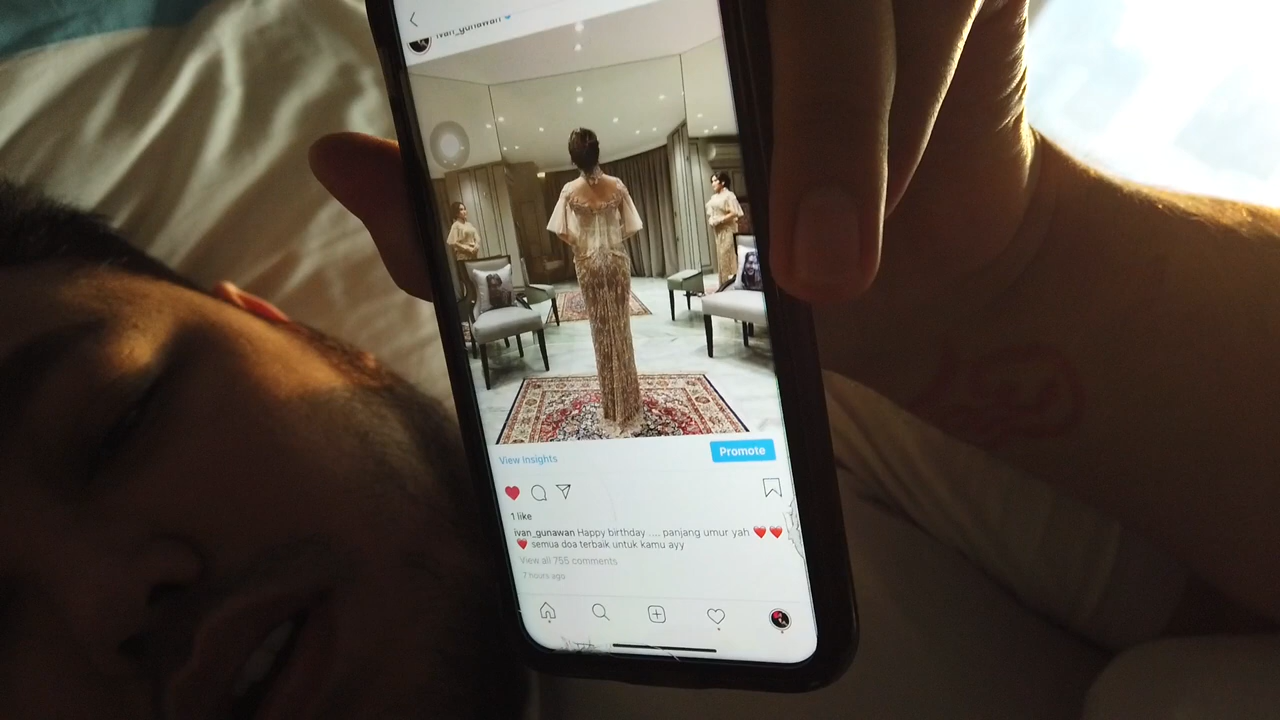 ivan_gunawan
View Insights
Promote
1 like
ivan_gunawan Happy birthday .... panjang umur yah ❤️❤️
❤️ semua doa terbaik untuk kamu ayy
View all 755 comments
7 hours ago